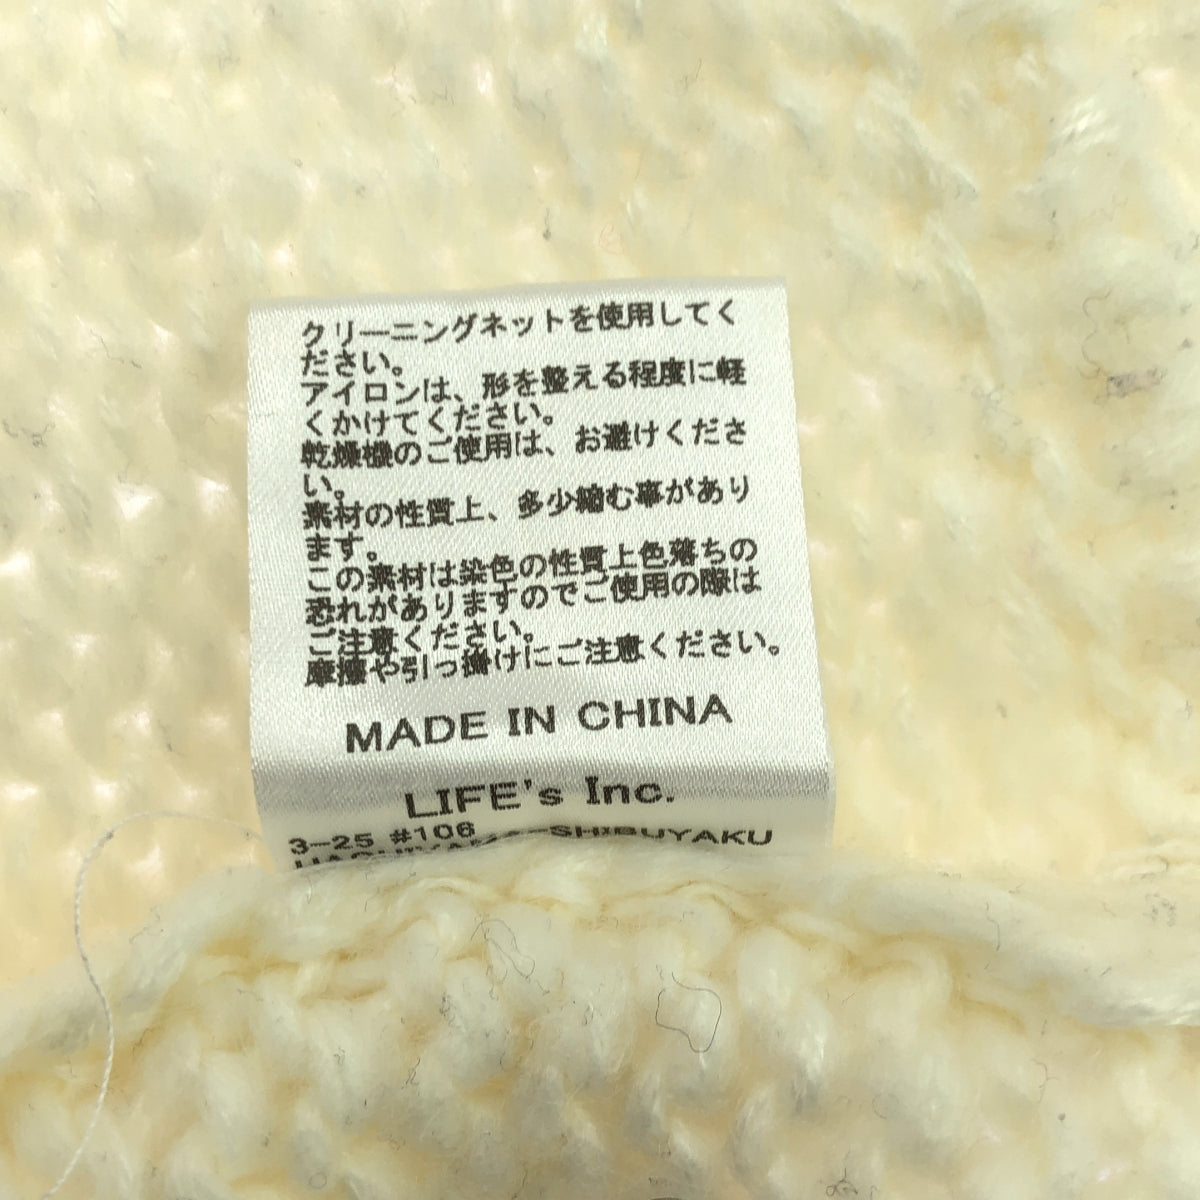 クリーニングネットを使用してく
ださい。
アイロンは、形を整える程度に軽
くかけてください。
乾燥機のご使用は、お避けくださ
い。
素材の性質上、多少縮む事があり
ます。
この素材は染色の性質上色落ちの
恐れがありますのでご使用の際は
ご注意ください。
摩擦や引っ掛けにご注意ください。
MADE IN CHINA
LIFE's Inc.
3-25 #106
SHIBUYAKU